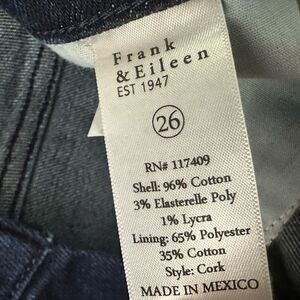 Frank
& Eileen
EST 1947
26
RN# 117409
Shell: 96% Cotton
3% Elasterelle Poly
1% Lycra
Lining: 65% Polyester
35% Cotton
Style: Cork
MADE IN MEXICO